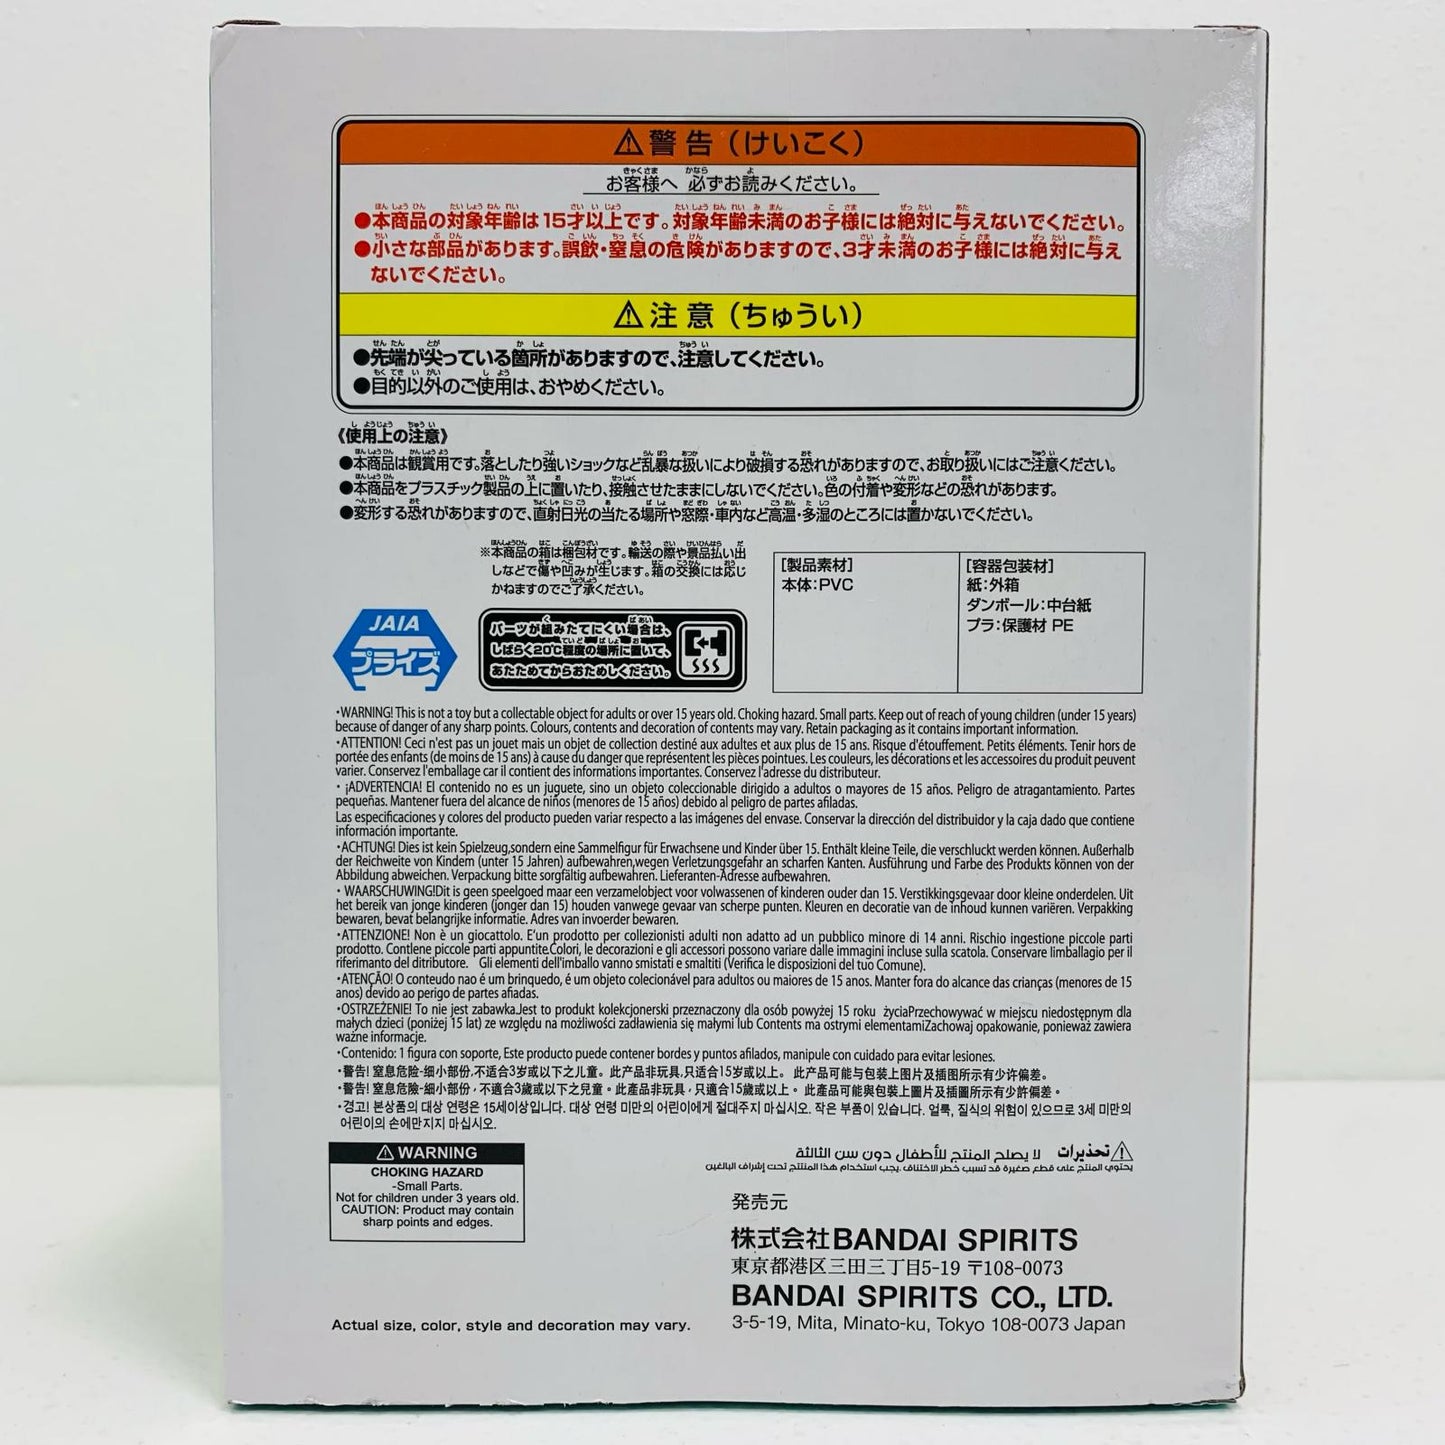 ⚠警告(けいこく)
お客様へ 必ずお読みください。
●本商品の対象年齢は15才以上です。対象年齢未満のお子様には絶対に与えないでください。
●小さな部品があります。誤飲・窒息の危険がありますので、3才未満のお子様には絶対に与え
ないでください。
⚠注意(ちゅうい)
●先端が尖っている箇所がありますので、注意してください。
●目的以外のご使用は、おやめください。
《使用上の注意》
●本商品は観賞用です。落としたり強いショックなど乱暴な扱いにより破損する恐れがありますので、お取り扱いにはご注意ください。
●本商品をプラスチック製品の上に置いたり、接触させたままにしないでください。色の付着や変形などの恐れがあります。
●変形する恐れがありますので、直射日光の当たる場所や窓際・車内など高温・多湿のところには置かないでください。
※本商品の箱は梱包材です。輸送の際や景品払い出
しなどで傷や凹みが生じます。箱の交換には応じ
かねますのでご了承ください。
[製品素材]
本体:PVC
[容器包装材]
紙:外箱
ダンボール:中台紙
プラ:保護材 PE
JAIA
プライズ
パーツが組みたてにくい場合は、
しばらく20℃程度の場所に置いて、
あたためてからおためしください。
・WARNING! This is not a toy but a collectable object for adults or over 15 years old. Choking hazard. Small parts. Keep out of reach of young children (under 15 years)
because of danger of any sharp points. Colours, contents and decoration of contents may vary. Retain packaging as it contains important information.
・ATTENTION! Ceci n'est pas un jouet mais un objet de collection destiné aux adultes et aux plus de 15 ans. Risque d'étouffement. Petits éléments. Tenir hors de
portée des enfants (de moins de 15 ans) à cause du danger que représentent les pièces pointues. Les couleurs, les décorations et les accessoires du produit peuvent
varier. Conservez l'emballage car il contient des informations importantes. Conservez l'adresse du distributeur.
・ ¡ADVERTENCIA! El contenido no es un juguete, sino un objeto coleccionable dirigido a adultos o mayores de 15 años. Peligro de atragantamiento. Partes
pequeñas. Mantener fuera del alcance de niños (menores de 15 años) debido al peligro de partes afiladas.
Las especificaciones y colores del producto pueden variar respecto a las imágenes del envase. Conservar la dirección del distribuidor y la caja dado que contiene
información importante.
・ACHTUNG! Dies ist kein Spielzeug,sondern eine Sammelfigur für Erwachsene und Kinder über 15. Enthält kleine Teile, die verschluckt werden können. Außerhalb
der Reichweite von Kindem (unter 15 Jahren) aufbewahren,wegen Verletzungsgefahr an scharfen Kanten. Ausführung und Farbe des Produkts können von der
Abbildung abweichen. Verpackung bitte sorgfältig aufbewahren. Lieferanten-Adresse aufbewahren.
・ WAARSCHUWING!Dit is geen speelgoed maar een verzamelobject voor volwassenen of kinderen ouder dan 15. Verstikkingsgevaar door kleine onderdelen. Uit
het bereik van jonge kinderen (jonger dan 15) houden vanwege gevaar van scherpe punten. Kleuren en decoratie van de inhoud kunnen variëren. Verpakking
bewaren, bevat belangrijke informatie. Adres van invoerder bewaren.
・ATTENZIONE! Non è un giocattolo. E'un prodotto per collezionisti adulti non adatto ad un pubblico minore di 14 anni. Rischio ingestione piccole parti
prodotto. Contlene piccole parti appuntite.Colori, le decorazioni e gli accessori possono variare dalle immagini incluse sulla scatola. Conservare limballagio per il
riferimanto del ditributore. Gli elementi dell'imballo vanno smistati e smaltiti (Verifica le disposizioni del tuo Comune).
・ATENÇÃO! O conteudo nao é um brinquedo, é um objeto colecionável para adultos ou maiores de 15 anos. Manter fora do alcance das crianças (menores de 15
anos) devido ao perigo de partes afiadas.
・OSTRZEŻENIE! To nie jest zabawka.Jest to produkt kolekcjonerski przeznaczony dla osób powyżej 15 roku życiaPrzechowywać w miejscu niedostępnym dla
małych dzieci (poniżej 15 lat) ze względu na możliwości zadławienia się małymi lub Contents ma ostrymi elementamiZachowaj opakowanie, ponieważ zawiera
ważne informacje.
・Contenido: 1 figura con soporte, Este producto puede contener bordes y puntos afilados, manipule con cuidado para evitar lesiones.
・警告! 窒息危险-细小部份,不适合3岁或以下之儿童。此产品非玩具,只适合15岁或以上。 此产品可能与包装上图片及插图所示有少许偏差。
・警告! 窒息危險-細小部份,不適合3歲或以下之兒童。此產品非玩具,只適合15歲或以上。此產品可能與包裝上圖片及插圖所示有少許偏差。
・경고! 본상품의 대상 연령은 15세이상입니다. 대상 연령 미만의 어린이에게 절대주지 마십시오. 작은 부품이 있습니다. 얼룩, 질식의 위험이 있으므로 3세 미만의
어린이의 손에만지지 마십시오.
⚠تحذيرات لا يصلح المنتج للأطفال دون سن الثالثة
يحتوي المنتج على قطع صغيرة قد تسبب خطر الاختناق. يجب استخدام هذا المنتج تحت إشراف البالغين
⚠WARNING
CHOKING HAZARD
-Small Parts.
Not for children under 3 years old.
CAUTION: Product may contain
sharp points and edges.
発売元
株式会社BANDAI SPIRITS
東京都港区三田三丁目5-19 〒108-0073
BANDAI SPIRITS CO., LTD.
3-5-19, Mita, Minato-ku, Tokyo 108-0073 Japan
Actual size, color, style and decoration may vary.